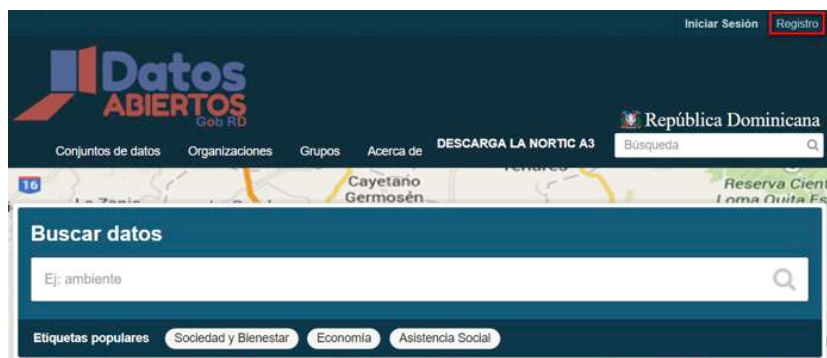 Iniciar Sesión Registro
Datos
ABIERTOS
Gob RD
República Dominicana
Conjuntos de datos Organizaciones Grupos Acerca de DESCARGA LA NORTIC A3 Búsqueda
16
Cayetano
Germosén
Reserva Cient
Loma Quita Es
Buscar datos
Ej: ambiente
Etiquetas populares Sociedad y Bienestar Economía Asistencia Social